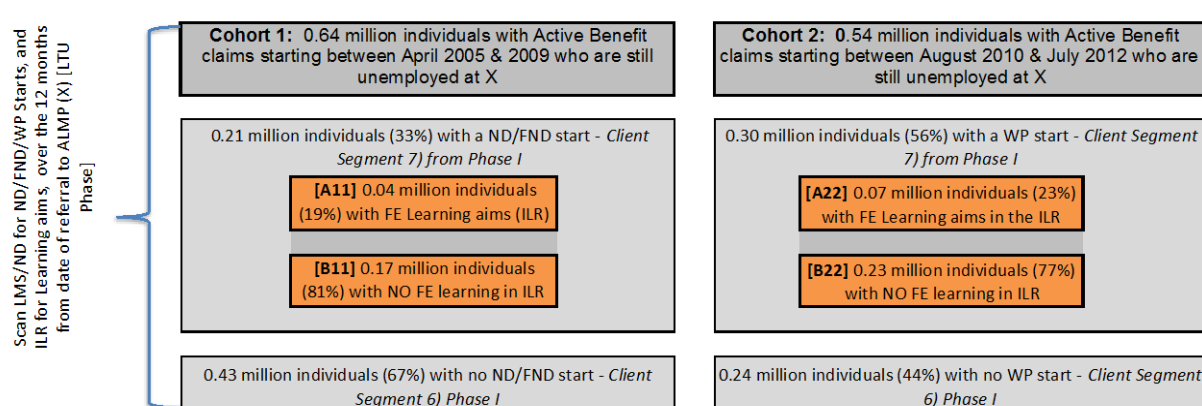 Scan LMS/ND for ND/FND/WP Starts, and
ILR for Learning aims, over the 12 months
from date of referral to ALMP (X) [LTU
Phase]
Cohort 1: 0.64 million individuals with Active Benefit
claims starting between April 2005 & 2009 who are still
unemployed at X
0.21 million individuals (33%) with a ND/FND start - Client
Segment 7) from Phase I
[A11] 0.04 million individuals
(19%) with FE Learning aims (ILR)
[B11] 0.17 million individuals
(81%) with NO FE learning in ILR
0.43 million individuals (67%) with no ND/FND start - Client
Segment 6) Phase I
Cohort 2: 0.54 million individuals with Active Benefit
claims starting between August 2010 & July 2012 who are
still unemployed at X
0.30 million individuals (56%) with a WP start - Client Segment
7) from Phase I
[A22] 0.07 million individuals (23%)
with FE Learning aims in the ILR
[B22] 0.23 million individuals (77%)
with NO FE learning in ILR
0.24 million individuals (44%) with no WP start - Client Segment
6) Phase I